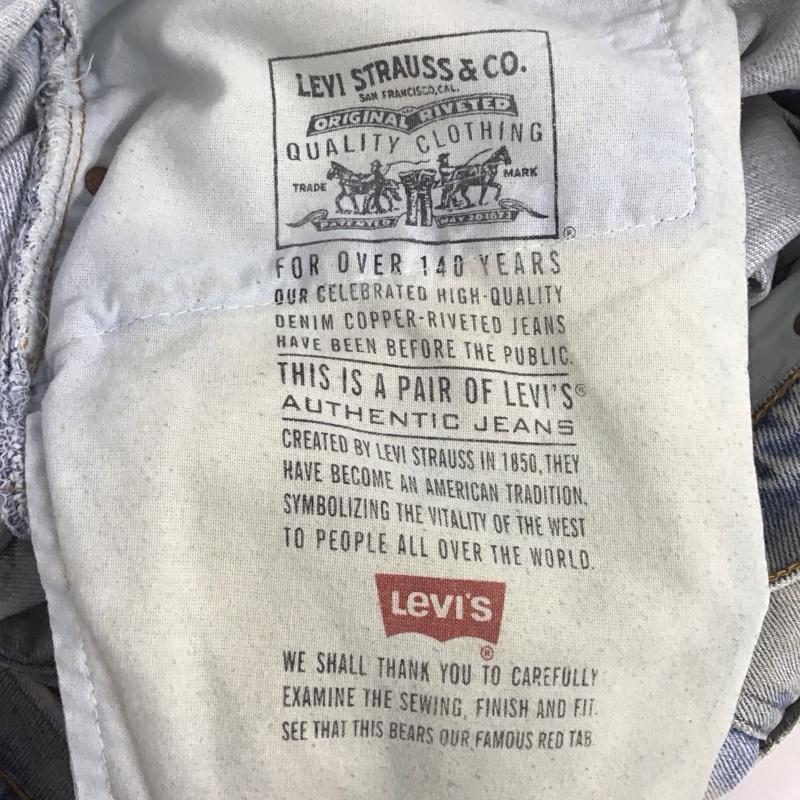 LEVI STRAUSS & CO.
SAN FRANCISCO, CAL.
ORIGINAL RIVETED
QUALITY CLOTHING
TRADE MARK
PATENTED MAY 20 1873
®
FOR OVER 140 YEARS
OUR CELEBRATED HIGH-QUALITY
DENIM COPPER-RIVETED JEANS
HAVE BEEN BEFORE THE PUBLIC.
THIS IS A PAIR OF LEVI'S®
AUTHENTIC JEANS
CREATED BY LEVI STRAUSS IN 1850, THEY
HAVE BECOME AN AMERICAN TRADITION,
SYMBOLIZING THE VITALITY OF THE WEST
TO PEOPLE ALL OVER THE WORLD.
LEVI'S
®
WE SHALL THANK YOU TO CAREFULLY
EXAMINE THE SEWING, FINISH AND FIT.
SEE THAT THIS BEARS OUR FAMOUS RED TAB.